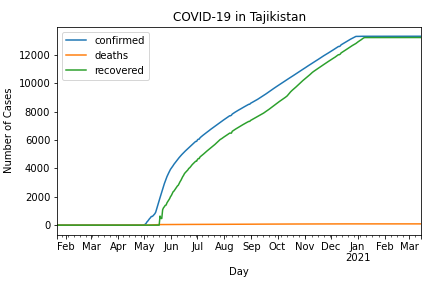 COVID-19 in Tajikistan
confirmed
deaths
recovered
Number of Cases
12000
10000
8000
6000
4000
2000
0
Feb Mar Apr May Jun Jul Aug Sep Oct Nov Dec Jan Feb Mar
2021
Day